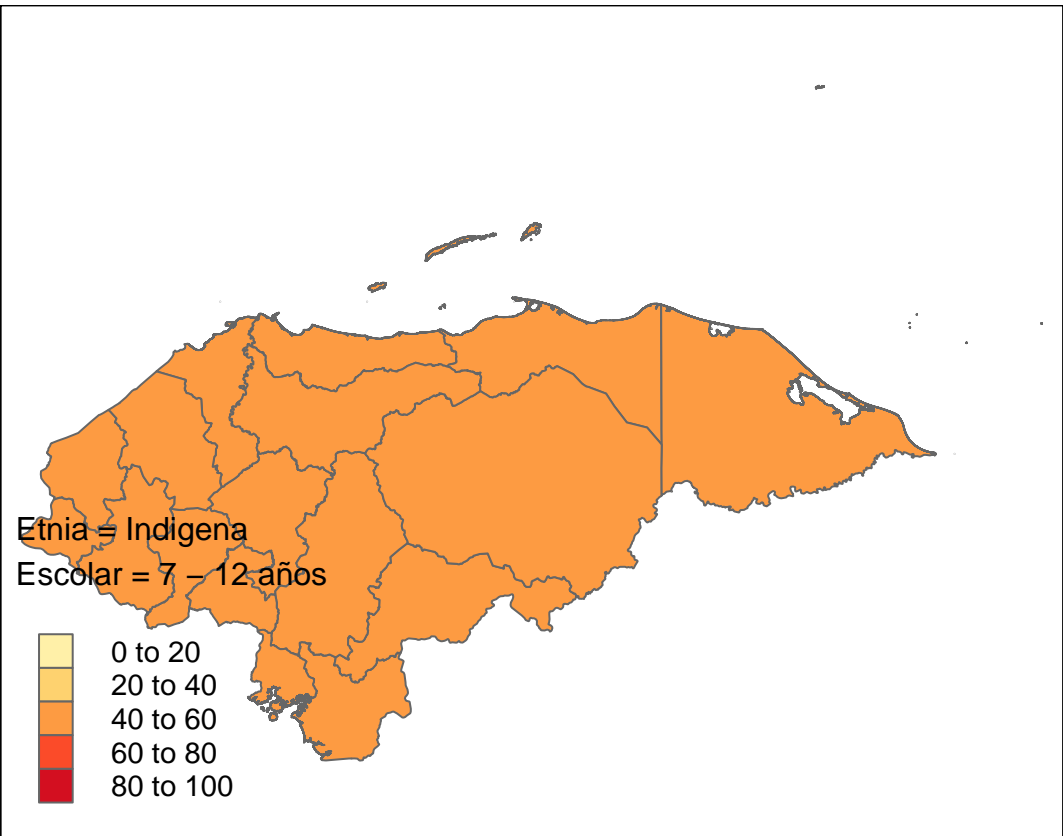 Etnia = Indigena
Escolar = 7 – 12 años
0 to 20
20 to 40
40 to 60
60 to 80
80 to 100